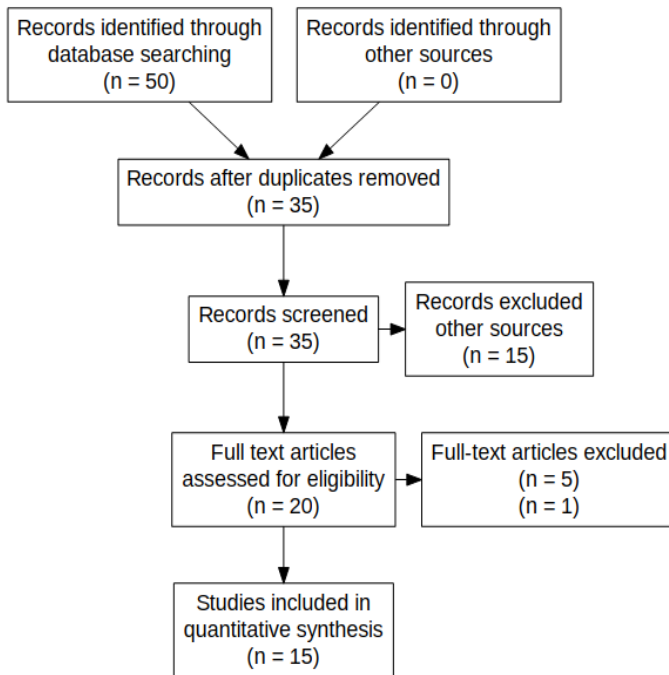 Records identified through
database searching
(n = 50)
Records identified through
other sources
(n = 0)
Records after duplicates removed
(n = 35)
Records screened
(n = 35)
Records excluded
other sources
(n = 15)
Full text articles
assessed for eligibility
(n = 20)
Full-text articles excluded
(n = 5)
(n = 1)
Studies included in
quantitative synthesis
(n = 15)